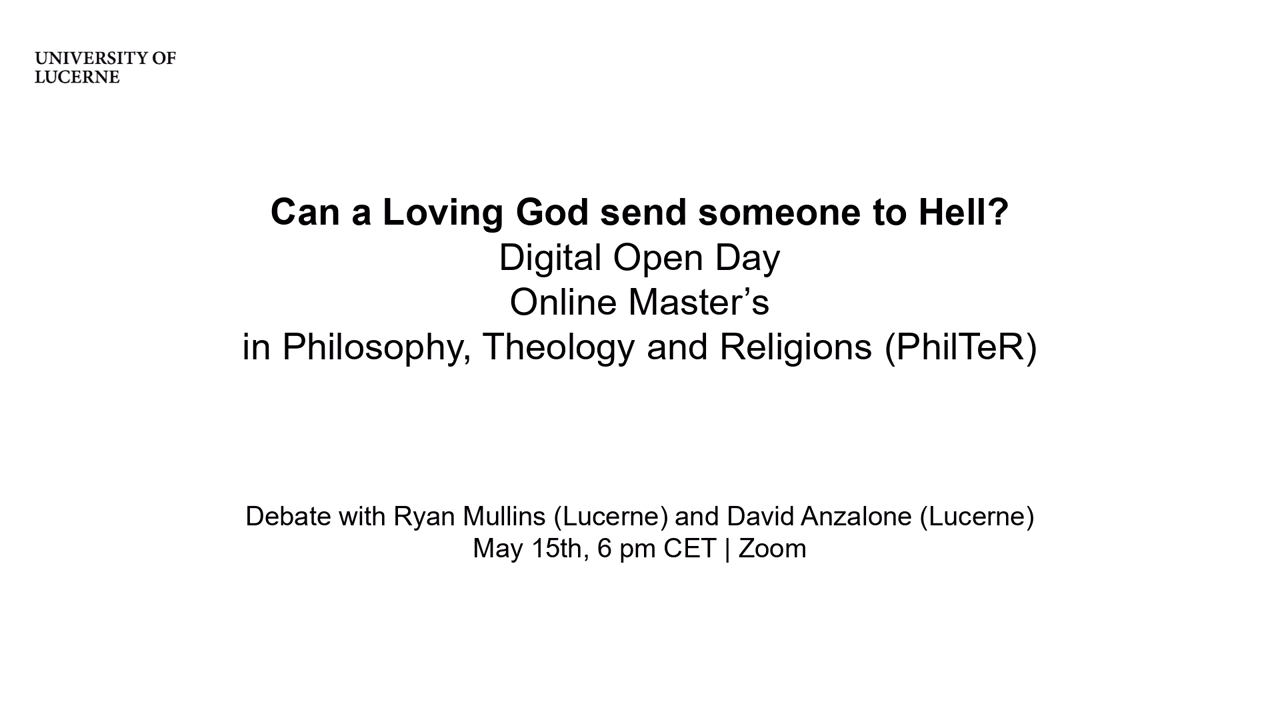 UNIVERSITY OF
LUCERNE
Can a Loving God send someone to Hell?
Digital Open Day
Online Master’s
in Philosophy, Theology and Religions (PhilTeR)
Debate with Ryan Mullins (Lucerne) and David Anzalone (Lucerne)
May 15th, 6 pm CET | Zoom